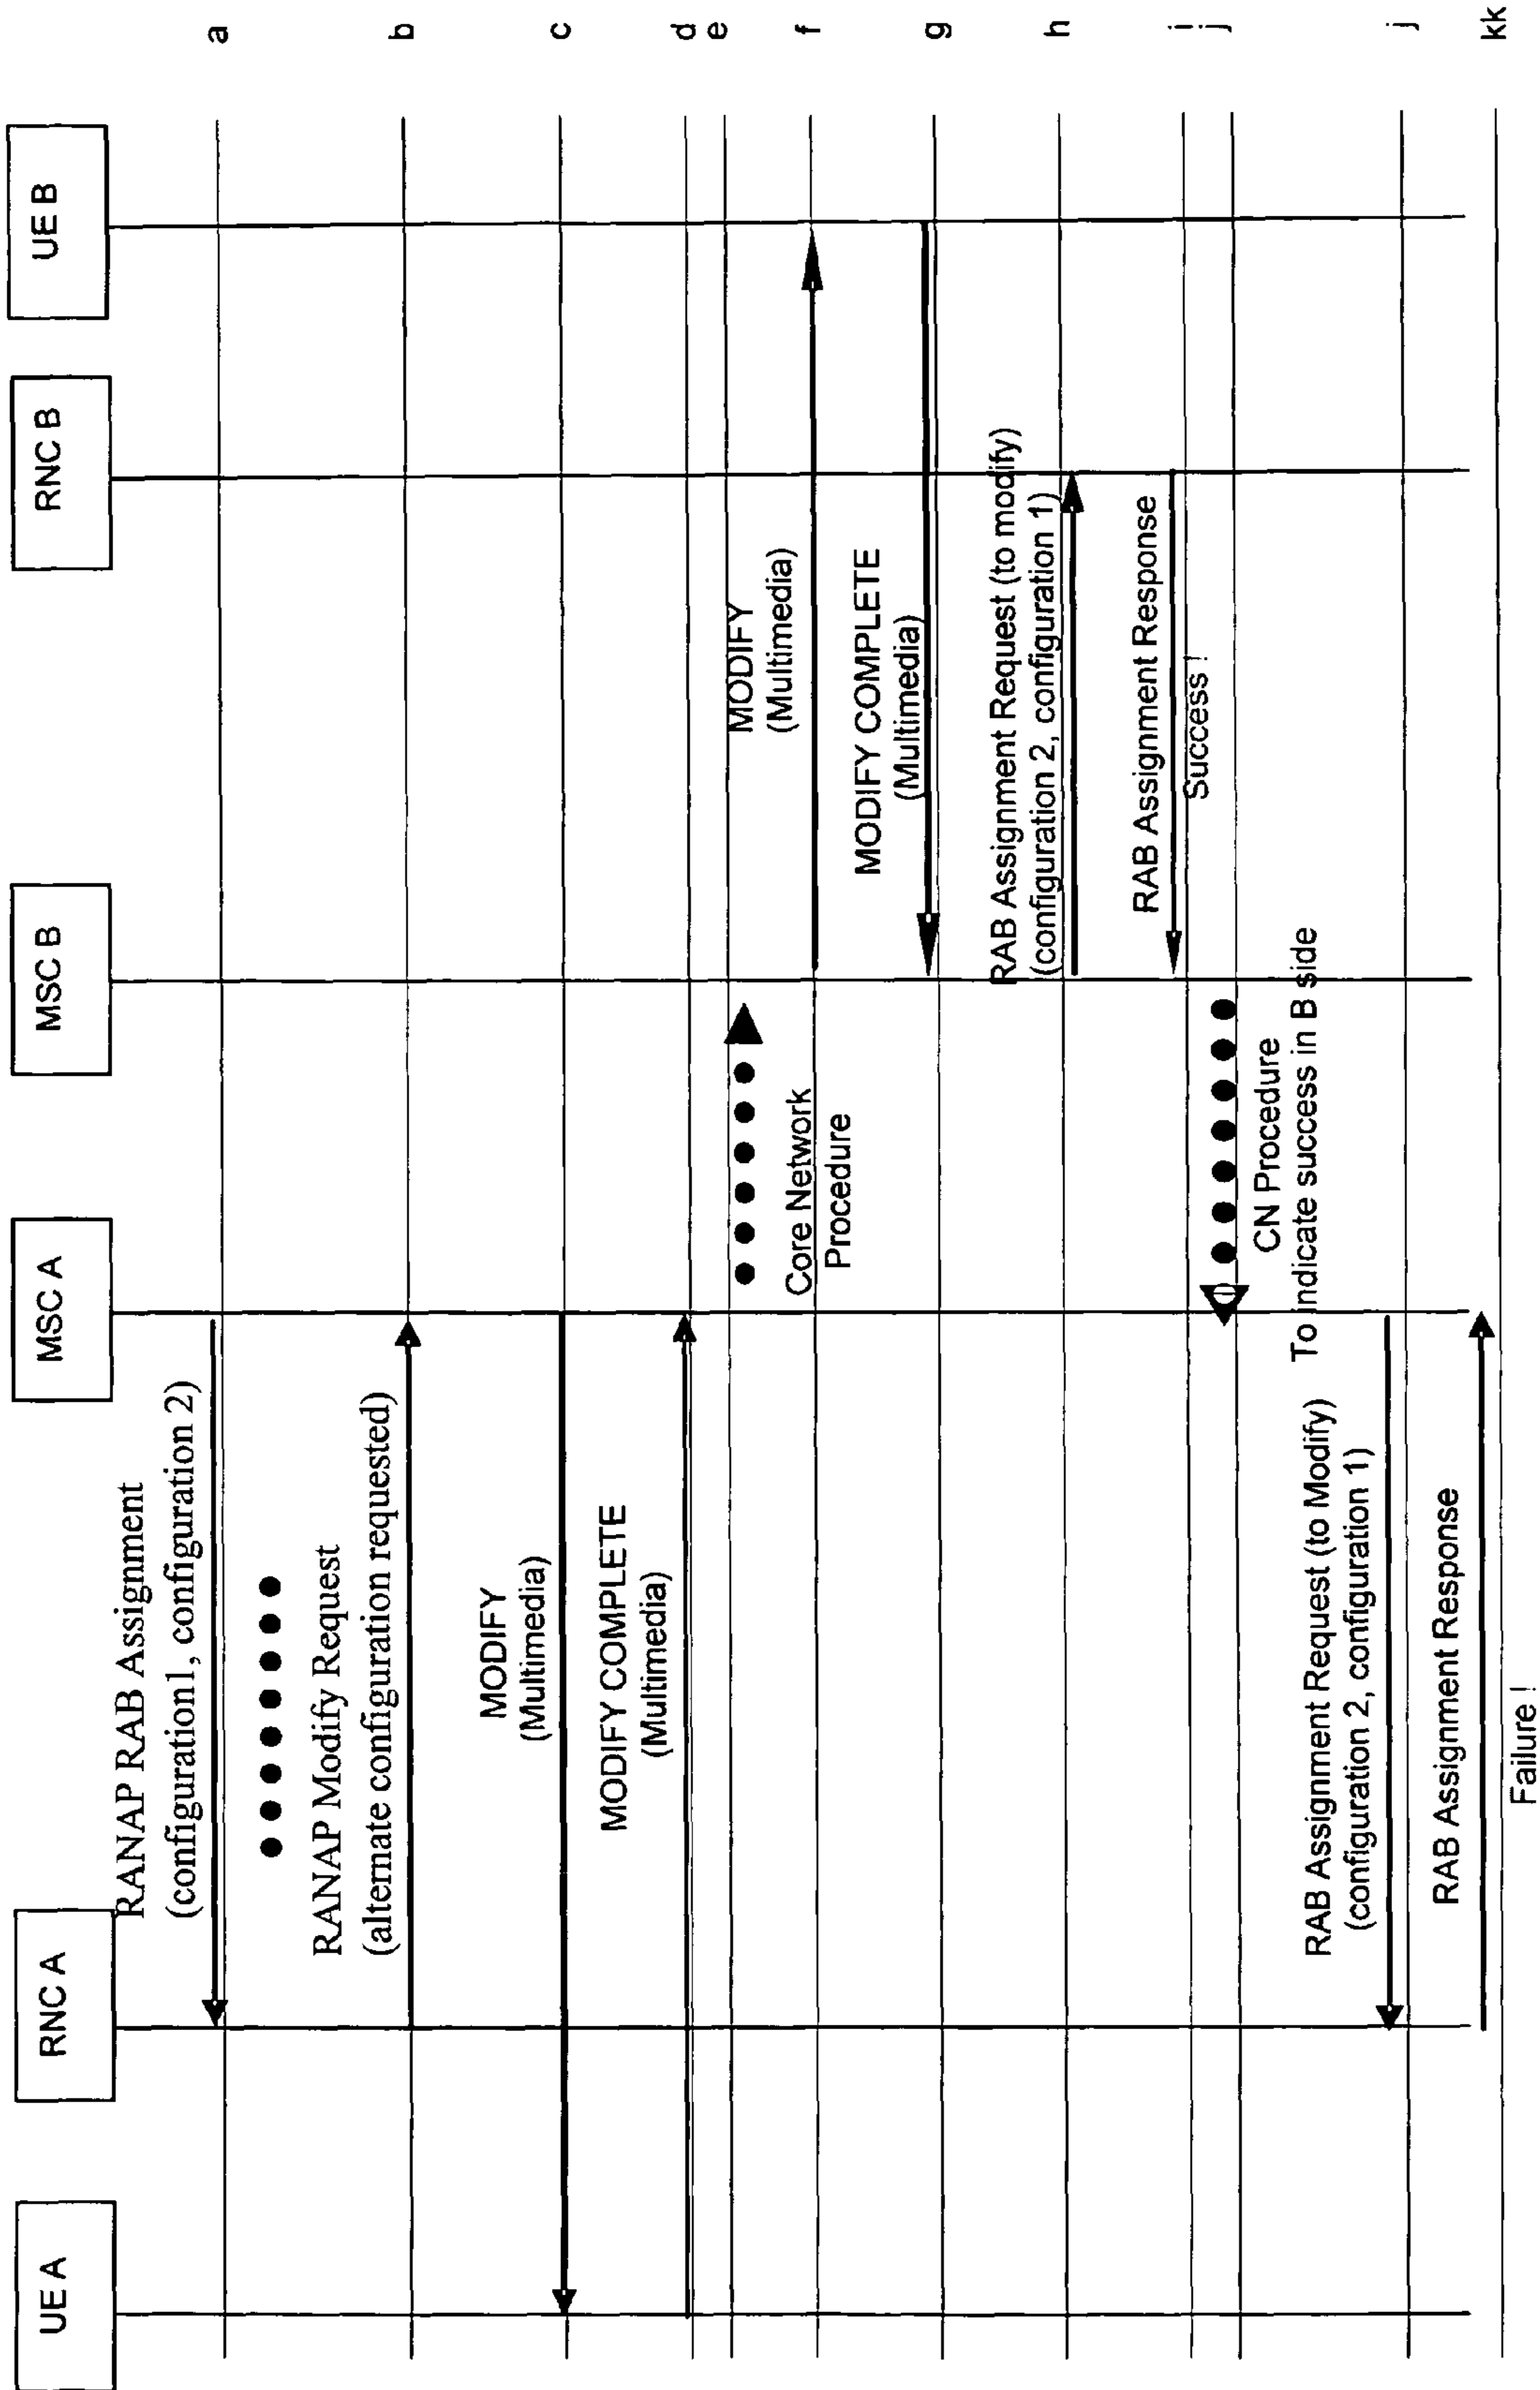 UE A
RNC A
MSC A
MSC B
RNC B
UE B
RANAP RAB Assignment
(configuration1, configuration 2)
a
RANAP Modify Request
(alternate configuration requested)
b
MODIFY
(Multimedia)
c
MODIFY COMPLETE
(Multimedia)
d
e
Core Network
Procedure
MODIFY
(Multimedia)
f
MODIFY COMPLETE
(Multimedia)
g
RAB Assignment Request (to modify)
(configuration 2, configuration 1)
h
RAB Assignment Response
Success !
i
j
CN Procedure
To indicate success in B side
RAB Assignment Request (to Modify)
(configuration 2, configuration 1)
j
RAB Assignment Response
kk
Failure !